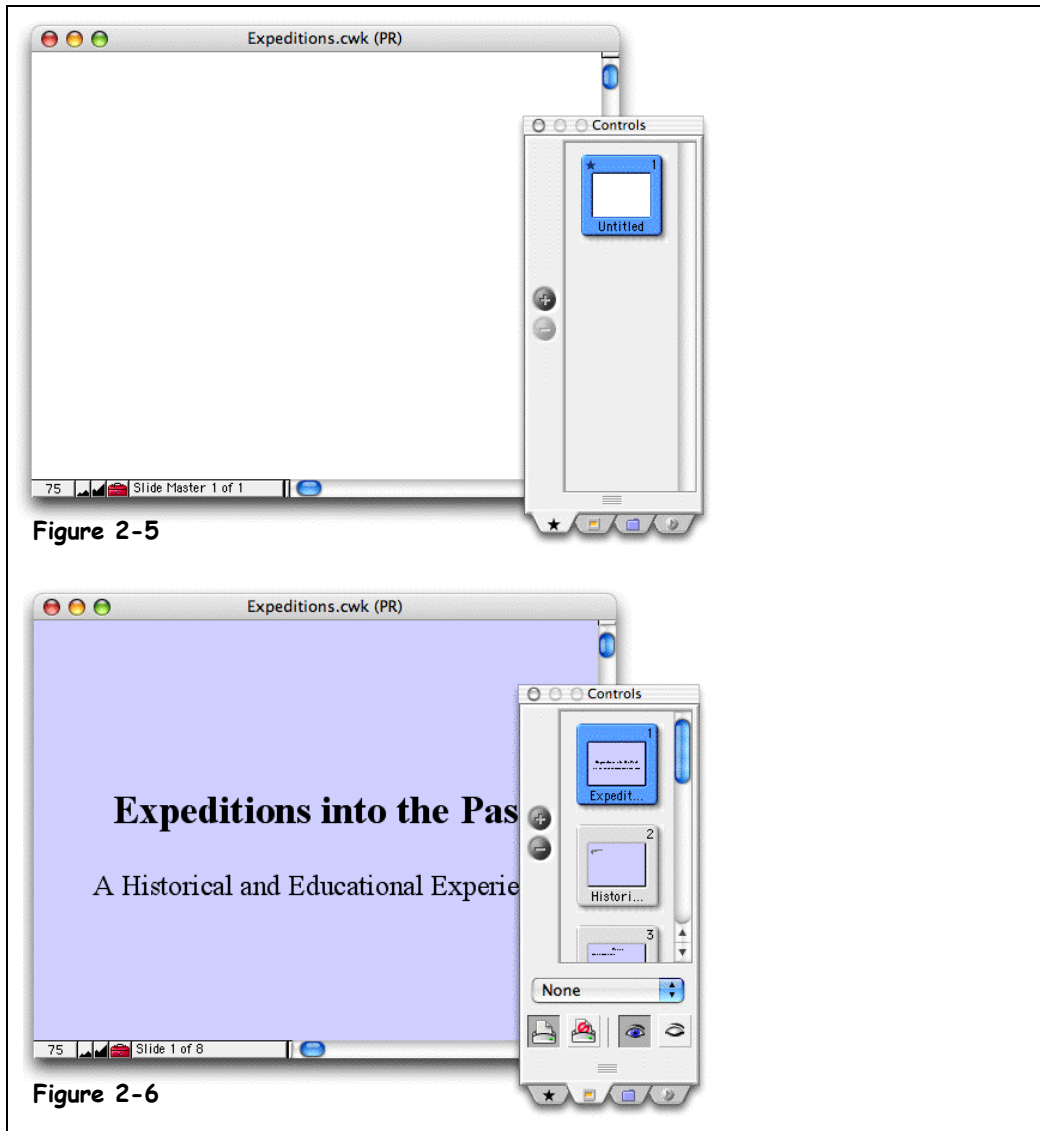 Expeditions.cwk (PR)
Controls
1
Untitled
75
Slide Master 1 of 1
Figure 2-5
Expeditions.cwk (PR)
Controls
1
Expedit...
Expeditions into the Pas
2
A Historical and Educational Experie
Histori...
3
None
75
Slide 1 of 8
Figure 2-6